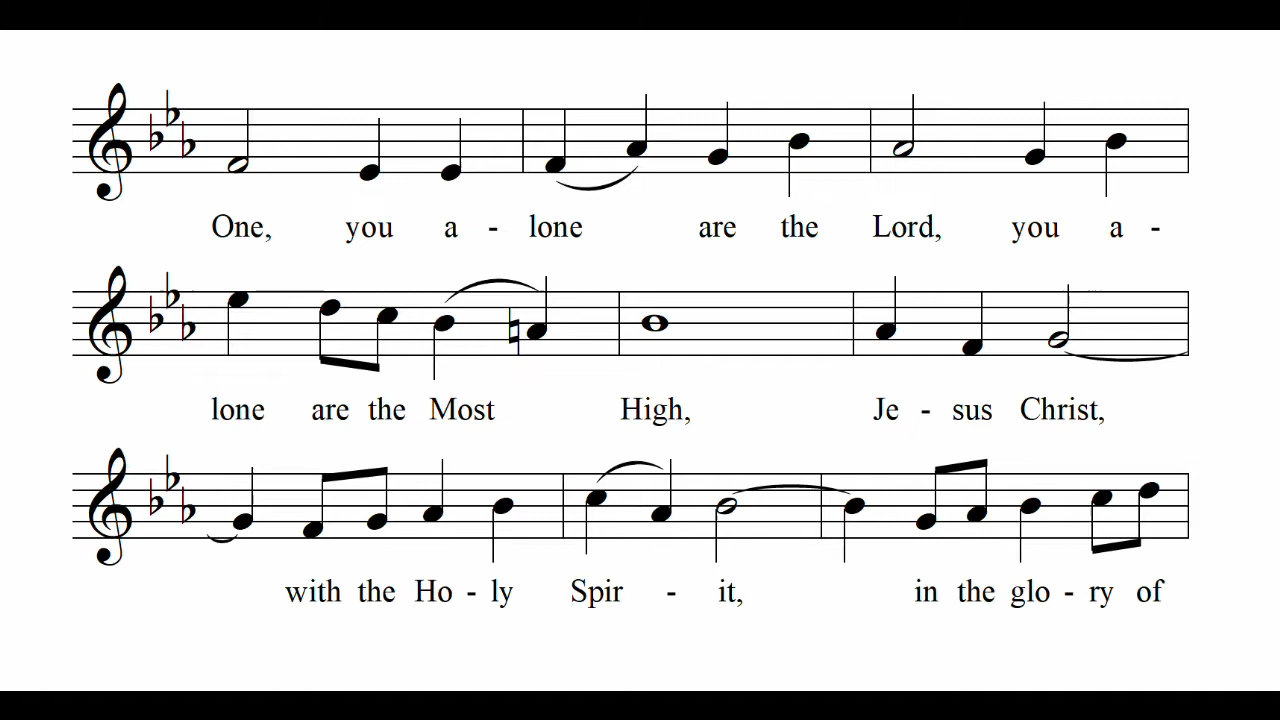 One, you a - lone are the Lord, you a -
lone are the Most High, Je - sus Christ,
with the Ho - ly Spir - it, in the glo - ry of